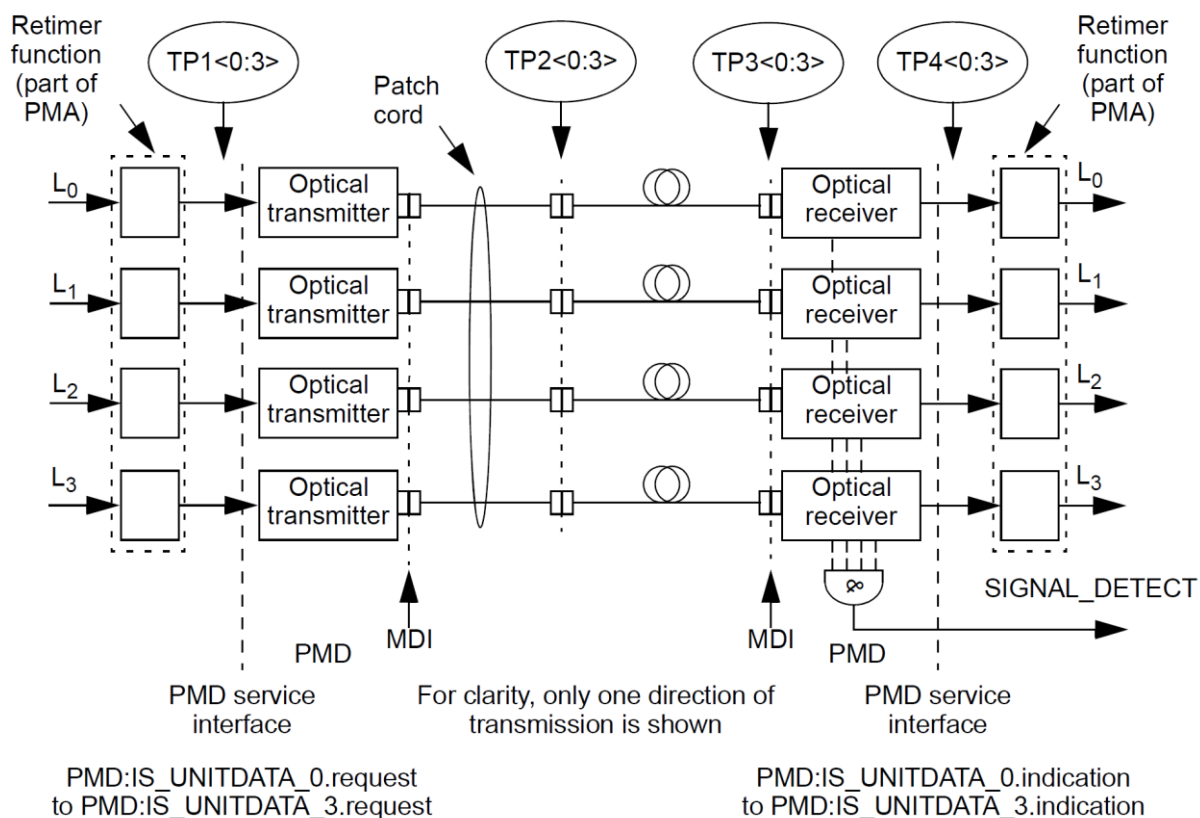 Retimer
function
(part of
PMA)
TP1<0:3>
Patch
cord
TP2<0:3>
TP3<0:3>
TP4<0:3>
Retimer
function
(part of
PMA)
L0
Optical
transmitter
Optical
receiver
L0
L1
Optical
transmitter
Optical
receiver
L1
L2
Optical
transmitter
Optical
receiver
L2
L3
Optical
transmitter
Optical
receiver
L3
&
SIGNAL_DETECT
PMD
MDI
MDI
PMD
PMD service
interface
For clarity, only one direction of
transmission is shown
PMD service
interface
PMD:IS_UNITDATA_0.request
to PMD:IS_UNITDATA_3.request
PMD:IS_UNITDATA_0.indication
to PMD:IS_UNITDATA_3.indication